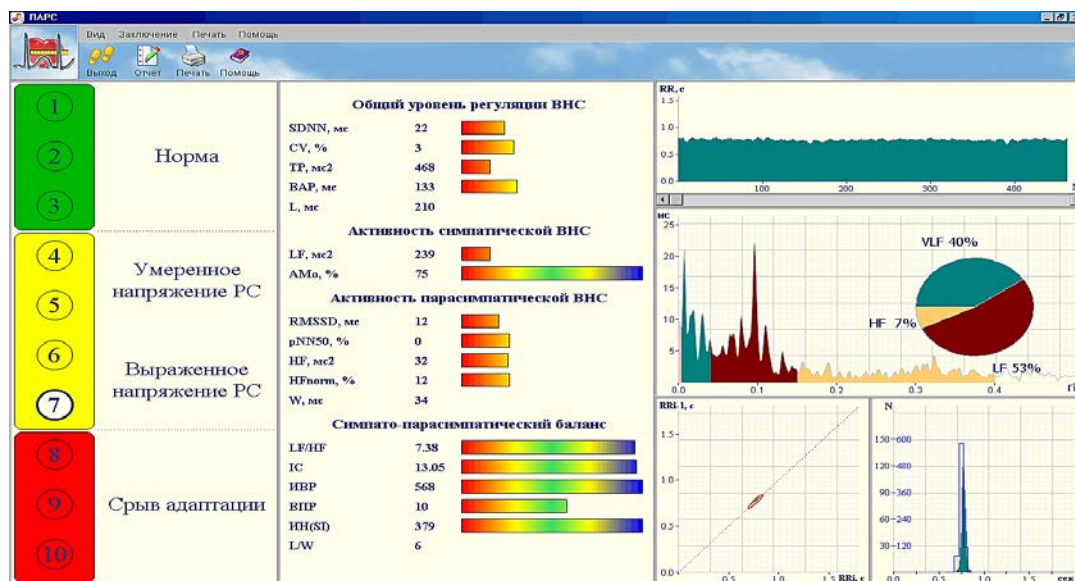 ПАРС
Вид Заключение Печать Помощь
Выход Отчет Печать Помощь
1
2
3
Норма
4
5
6
7
Умеренное
напряжение РС
Выраженное
напряжение РС
8
9
10
Срыв адаптации
Общий уровень регуляции ВНС
SDNN, мс 22
CV, % 3
TP, мс2 468
ВАР, мс 133
L, мс 210
Активность симпатической ВНС
LF, мс2 239
АМо, % 75
Активность парасимпатической ВНС
RMSSD, мс 12
pNN50, % 0
HF, мс2 32
HFnorm, % 12
W, мс 34
Симпато-парасимпатический баланс
LF/HF 7.38
IC 13.05
ИВР 568
ВПР 10
ИН(SI) 379
L/W 6
RR, с
1.5
1.0
0.5
0.0
100 200 300 400
мс
25
20
15
10
5
0.0 0.1 0.2 0.3 0.4
VLF 40%
HF 7%
LF 53%
RRi-1, с
1.5
1.0
0.5
0.0
0.5 1.0 1.5
RRi, с
N
150-600
120-480
90-360
60-240
30-120
0.0 0.5 1.0 1.5